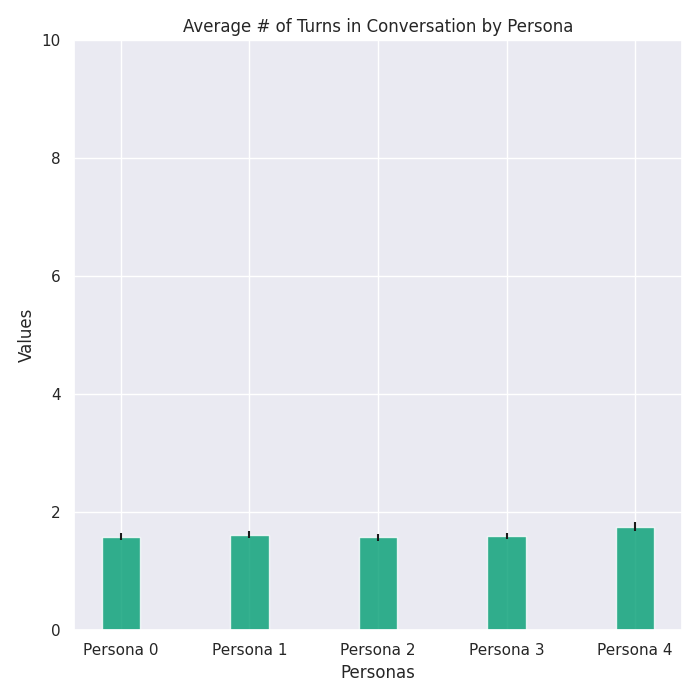 Average # of Turns in Conversation by Persona
10
8
6
4
2
0
Values
Persona 0
Persona 1
Persona 2
Persona 3
Persona 4
Personas